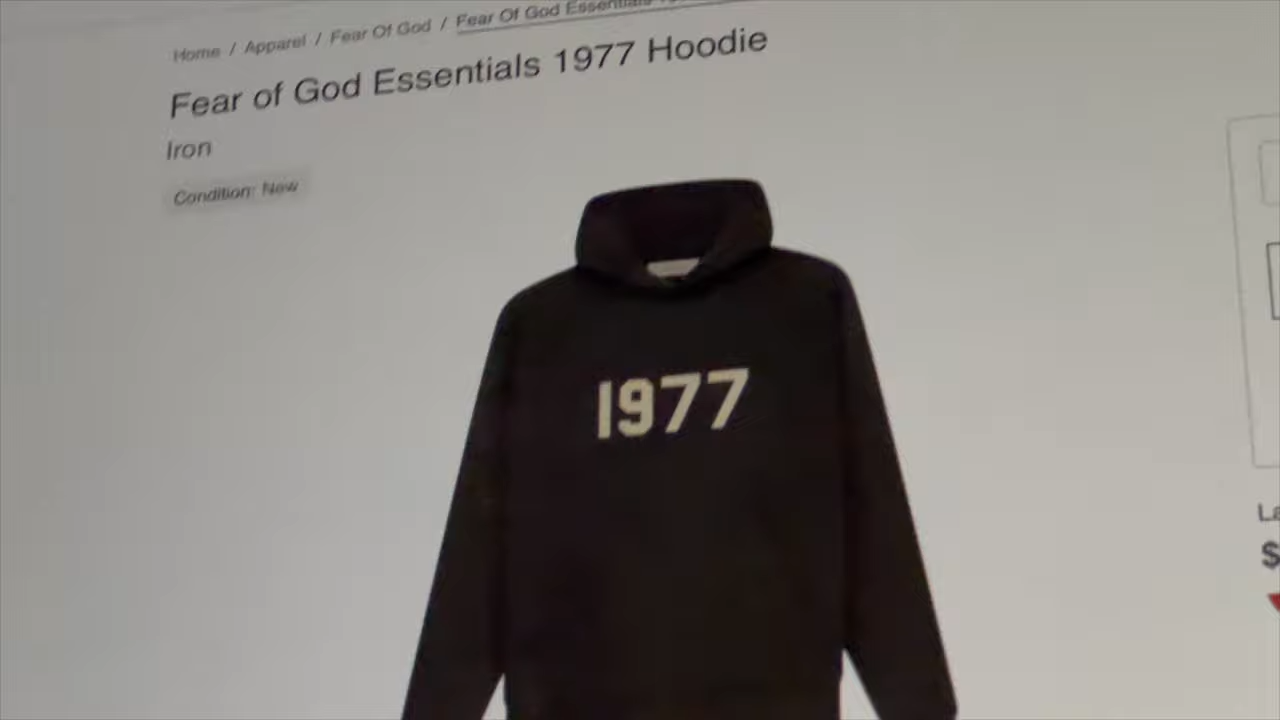 Home / Apparel / Fear Of God / Fear Of God Essentials
Fear of God Essentials 1977 Hoodie
Iron
Condition: New
1977
$